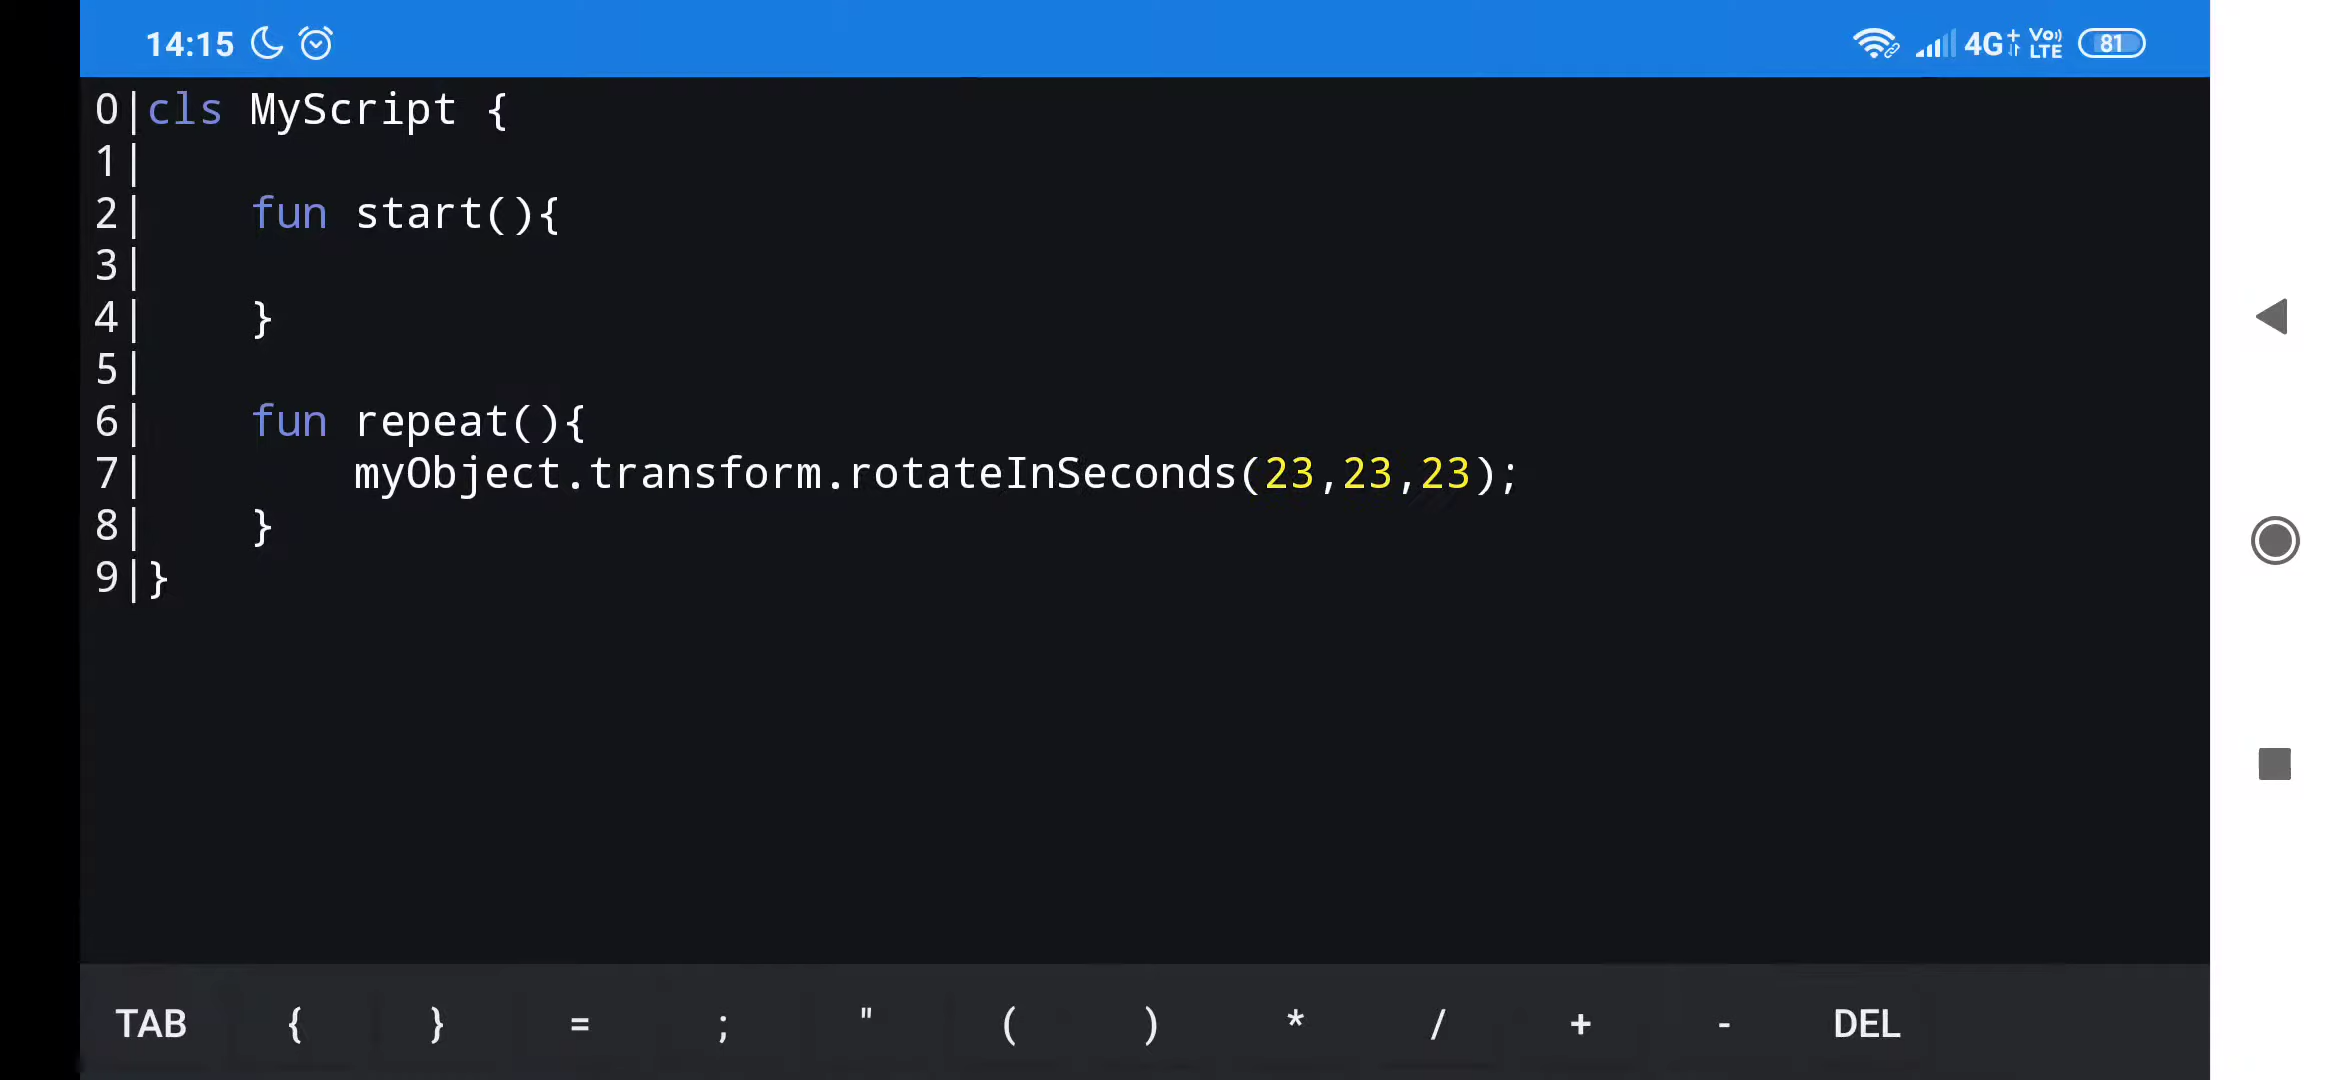 14:15 4G+ VoLTE 81
0|cls MyScript {
1|
2|    fun start(){
3|
4|    }
5|
6|    fun repeat(){
7|        myObject.transform.rotateInSeconds(23,23,23);
8|    }
9|}
TAB { } = ; " ( ) * / + - DEL